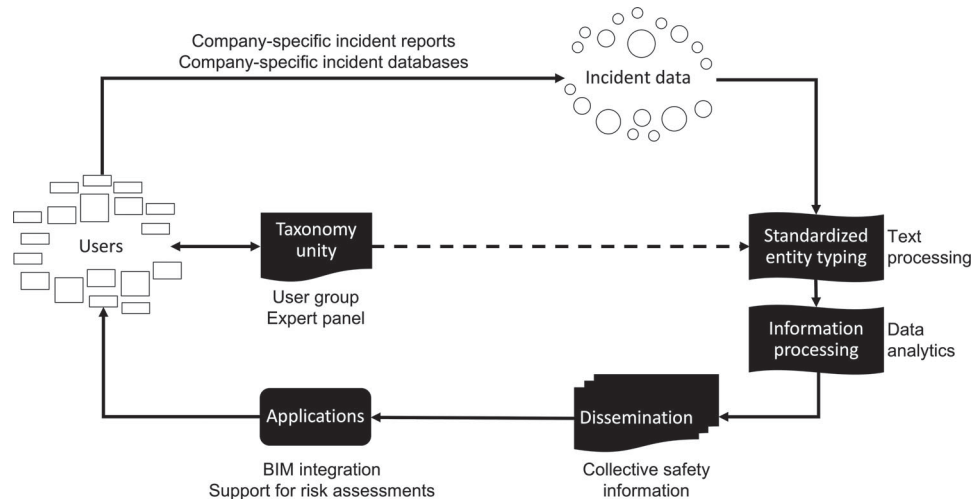 Company-specific incident reports
Company-specific incident databases
Incident data
Users
Taxonomy
unity
User group
Expert panel
Standardized
entity typing
Text
processing
Information
processing
Data
analytics
Applications
BIM integration
Support for risk assessments
Dissemination
Collective safety
information